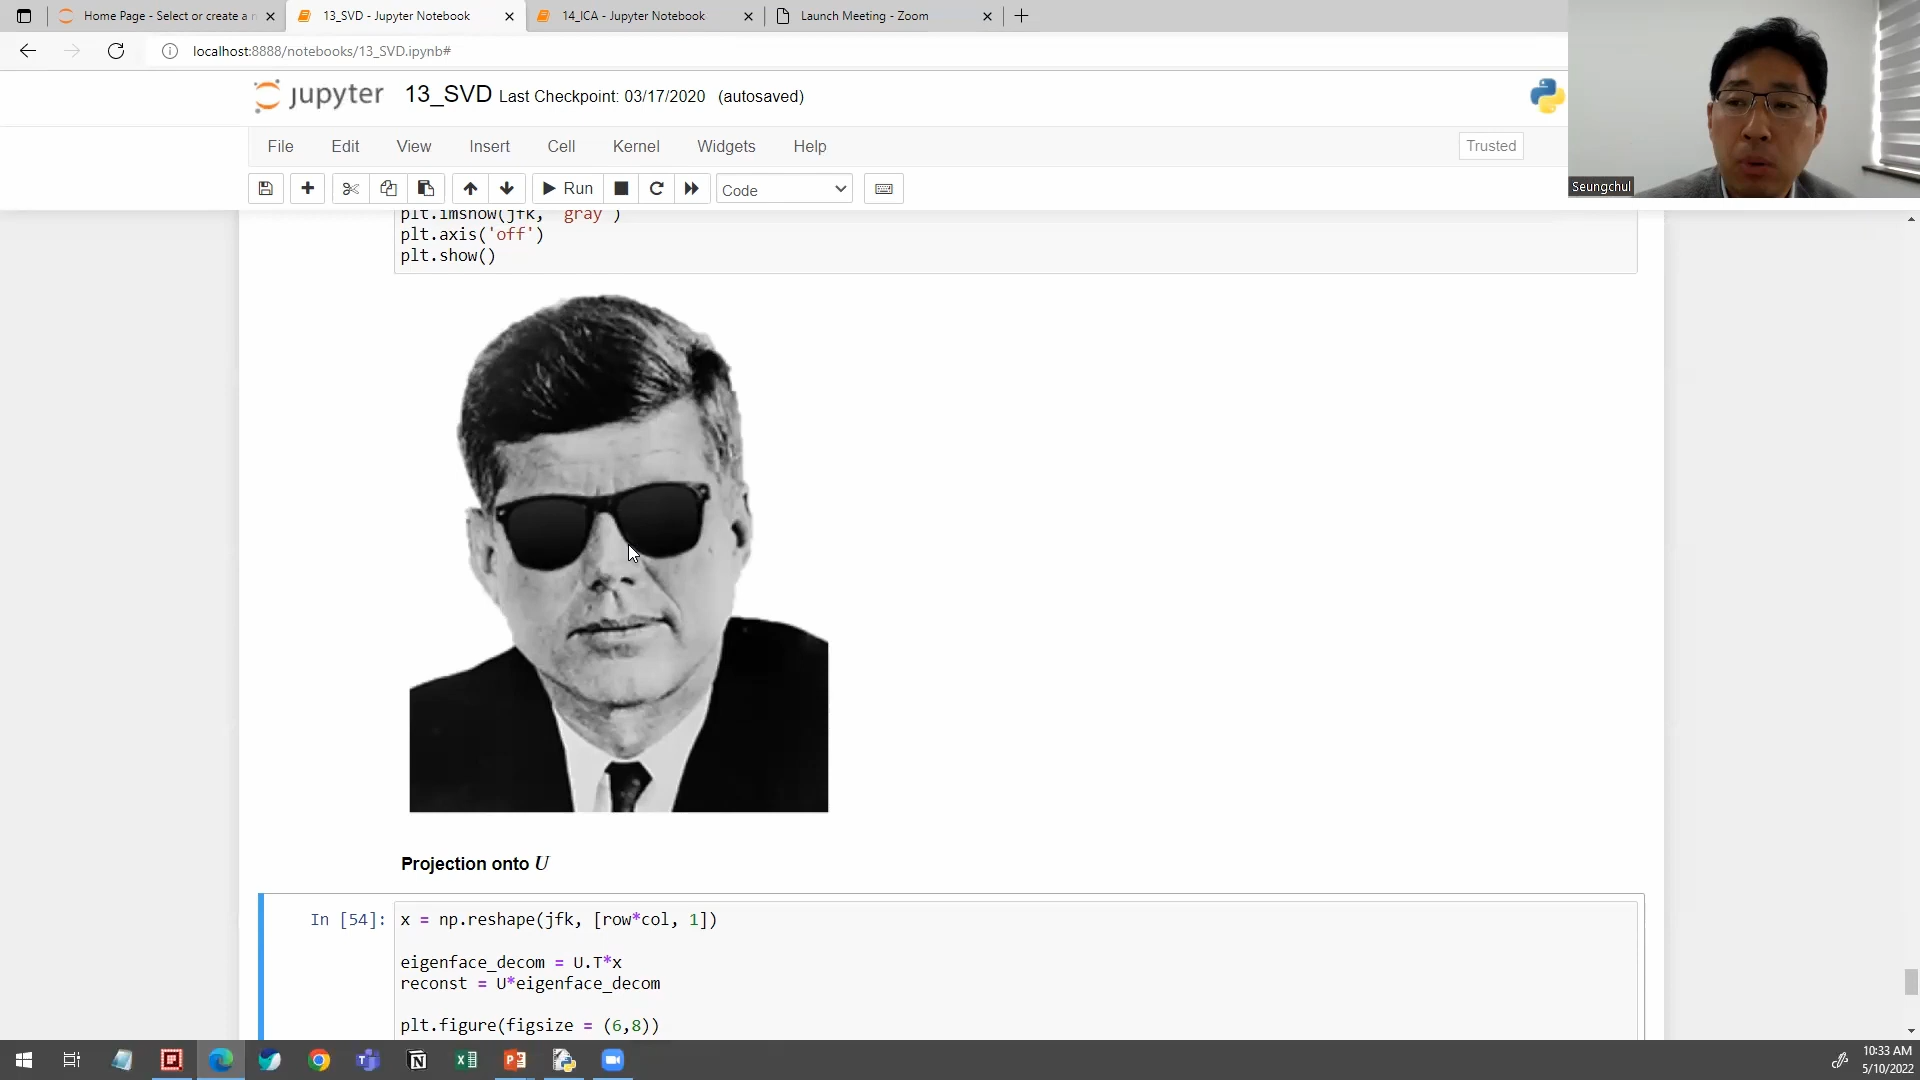 Home Page - Select or create a n
13_SVD - Jupyter Notebook
14_ICA - Jupyter Notebook
Launch Meeting - Zoom
localhost:8888/notebooks/13_SVD.ipynb#
jupyter 13_SVD Last Checkpoint: 03/17/2020 (autosaved)
File Edit View Insert Cell Kernel Widgets Help Trusted
Run Code
Seungchul
plt.imshow(jfk, 'gray')
plt.axis('off')
plt.show()
Projection onto U
In [54]: x = np.reshape(jfk, [row*col, 1])
eigenface_decom = U.T*x
reconst = U*eigenface_decom
plt.figure(figsize = (6,8))
10:33 AM
5/10/2022